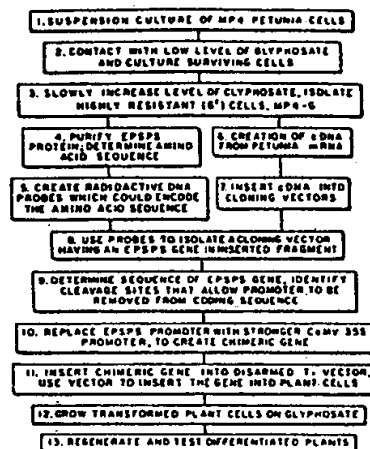 1. SUSPENSION CULTURE OF MP4 PETUNIA CELLS
2. CONTACT WITH LOW LEVEL OF GLYPHOSATE
AND CULTURE SURVIVING CELLS
3. SLOWLY INCREASE LEVEL OF GLYPHOSATE, ISOLATE
HIGHLY RESISTANT (Gʳ) CELLS, MP4-G
4. PURIFY EPSPS
PROTEIN; DETERMINE AMINO
ACID SEQUENCE
5. CREATE RADIOACTIVE DNA
PROBES WHICH COULD ENCODE
THE AMINO ACID SEQUENCE
6. CREATION OF cDNA
FROM PETUNIA mRNA
7. INSERT cDNA INTO
CLONING VECTORS
8. USE PROBES TO ISOLATE A CLONING VECTOR
HAVING AN EPSPS GENE IN INSERTED FRAGMENT
9. DETERMINE SEQUENCE OF EPSPS GENE, IDENTIFY
CLEAVAGE SITES THAT ALLOW PROMOTER TO BE
REMOVED FROM CODING SEQUENCE
10. REPLACE EPSPS PROMOTER WITH STRONGER CaMV 35S
PROMOTER, TO CREATE CHIMERIC GENE
11. INSERT CHIMERIC GENE INTO DISARMED Ti VECTOR,
USE VECTOR TO INSERT THE GENE INTO PLANT CELLS
12. GROW TRANSFORMED PLANT CELLS ON GLYPHOSATE
13. REGENERATE AND TEST DIFFERENTIATED PLANTS